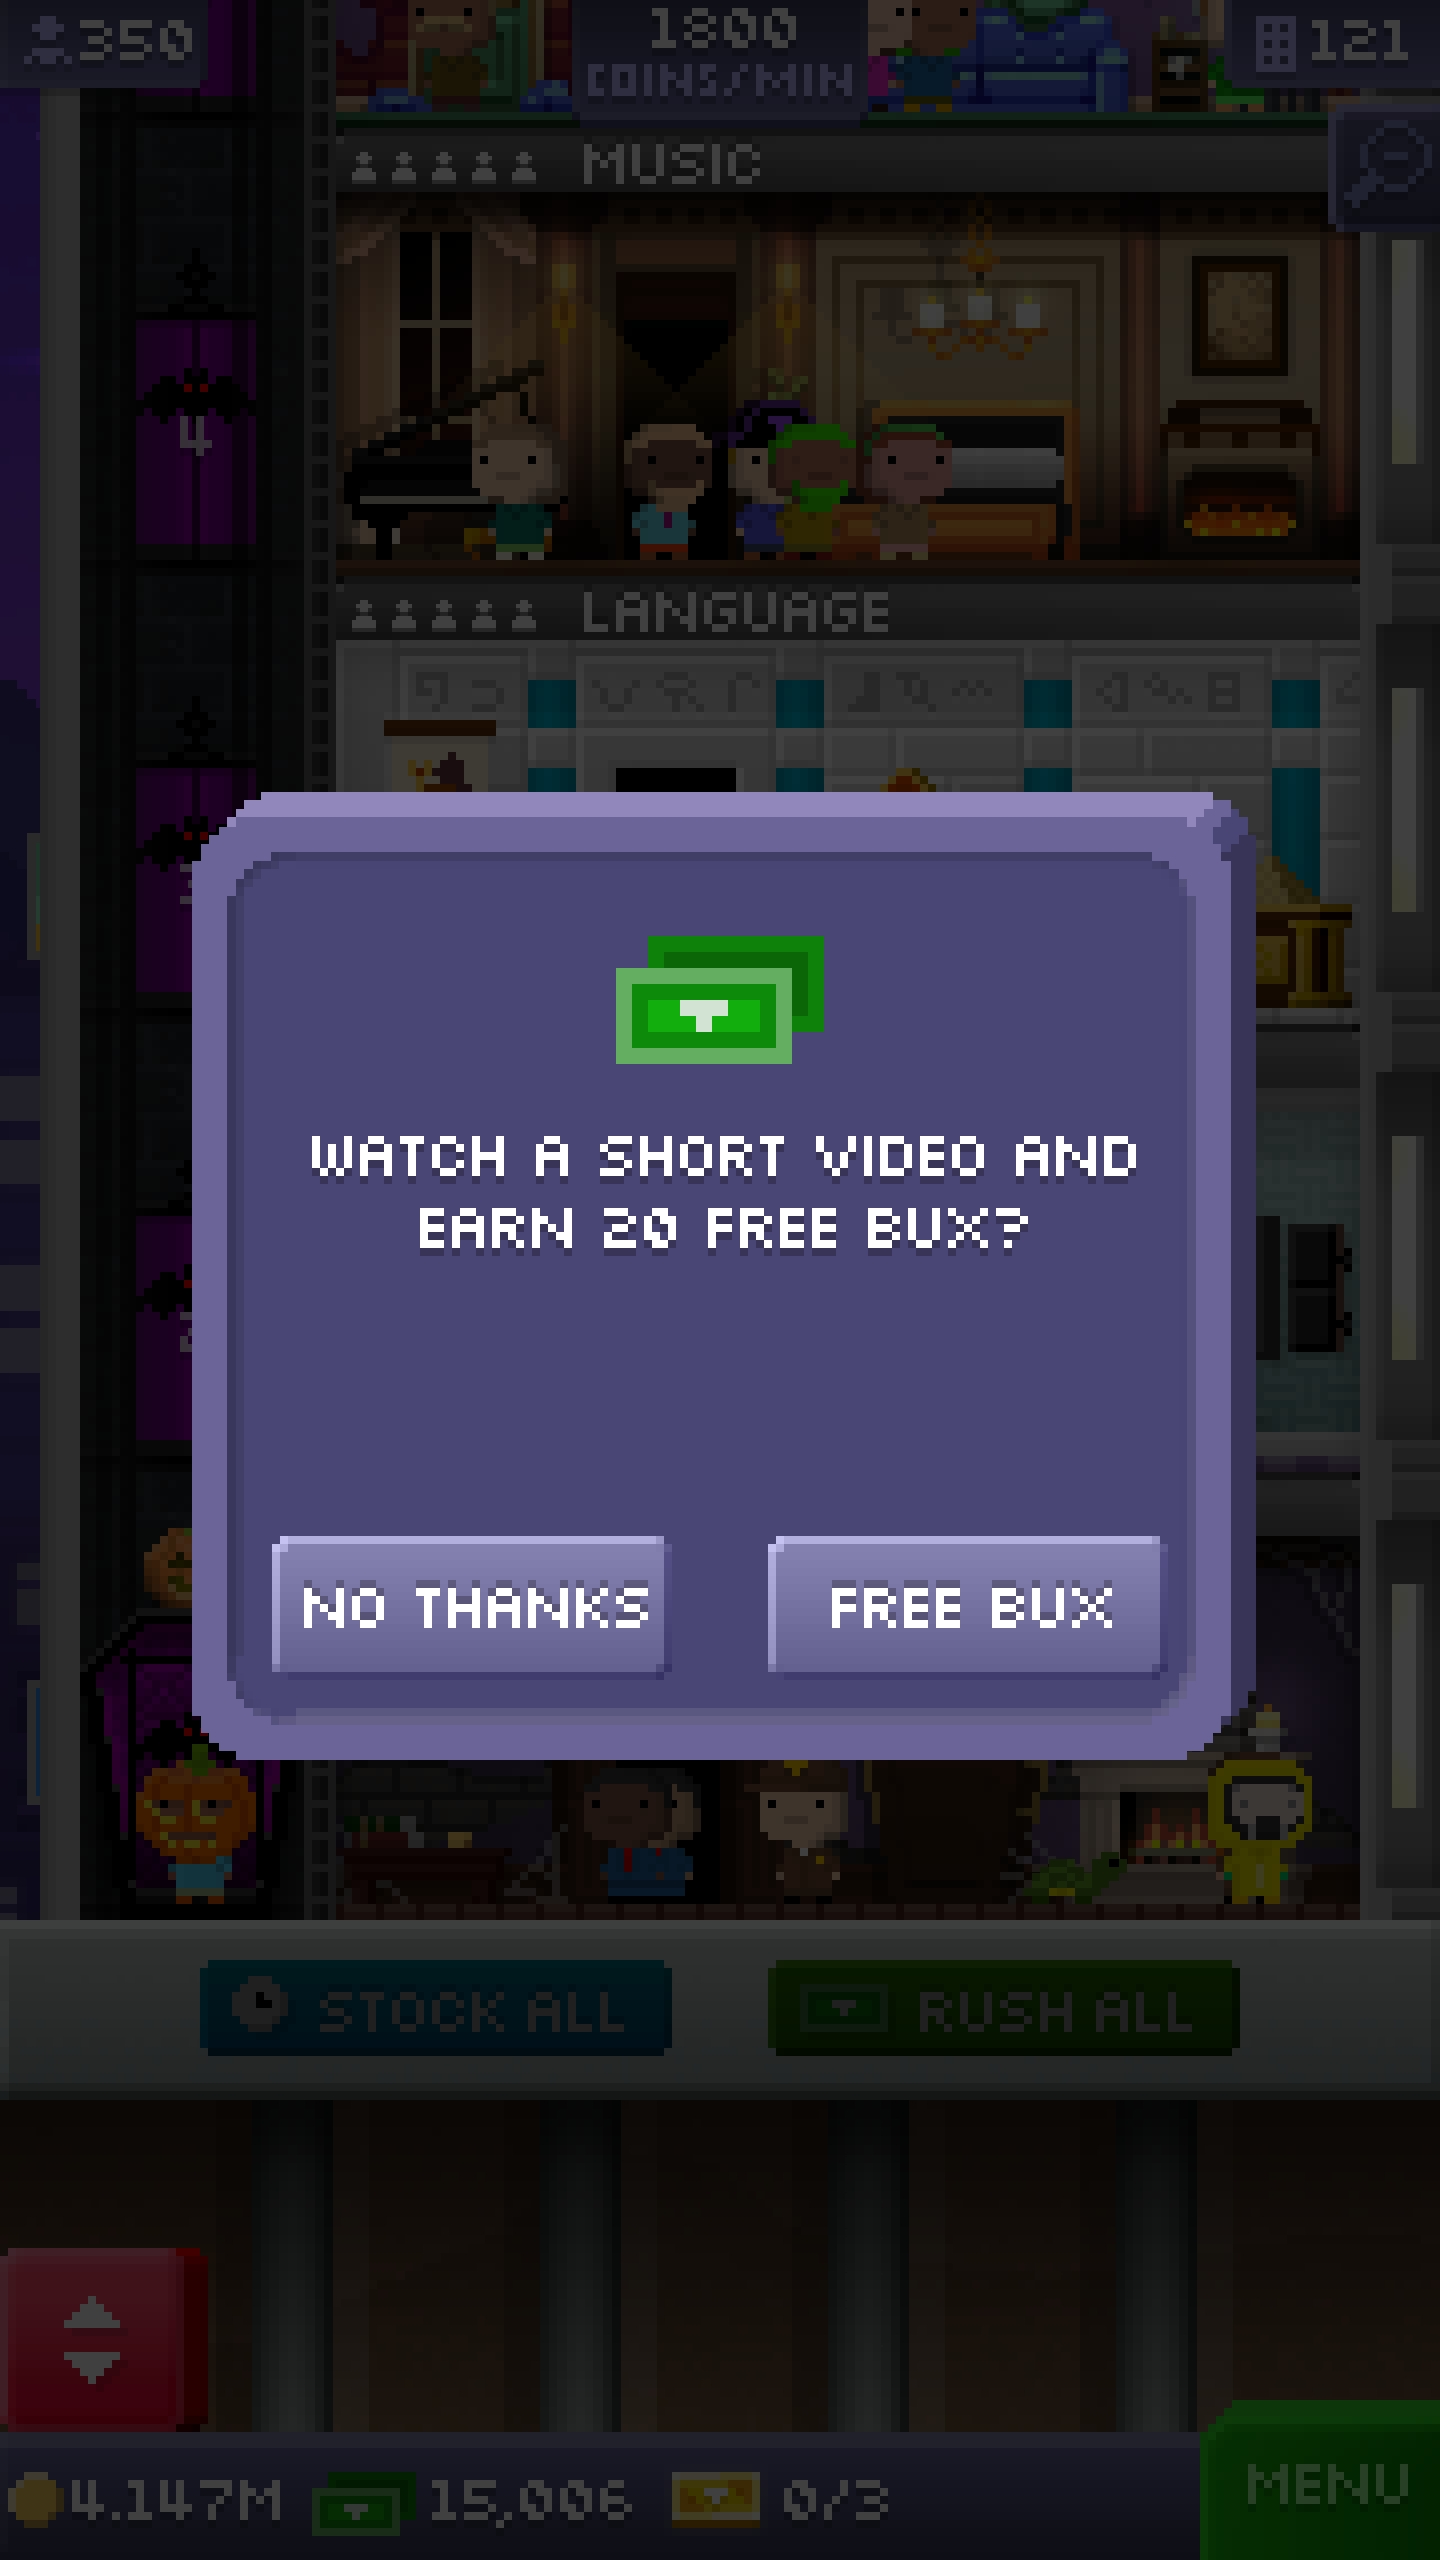 350
1800
COINS/MIN
121
MUSIC
4
LANGUAGE
WATCH A SHORT VIDEO AND
EARN 20 FREE BUX?
NO THANKS
FREE BUX
STOCK ALL
RUSH ALL
4.147M
15,006
0/3
MENU